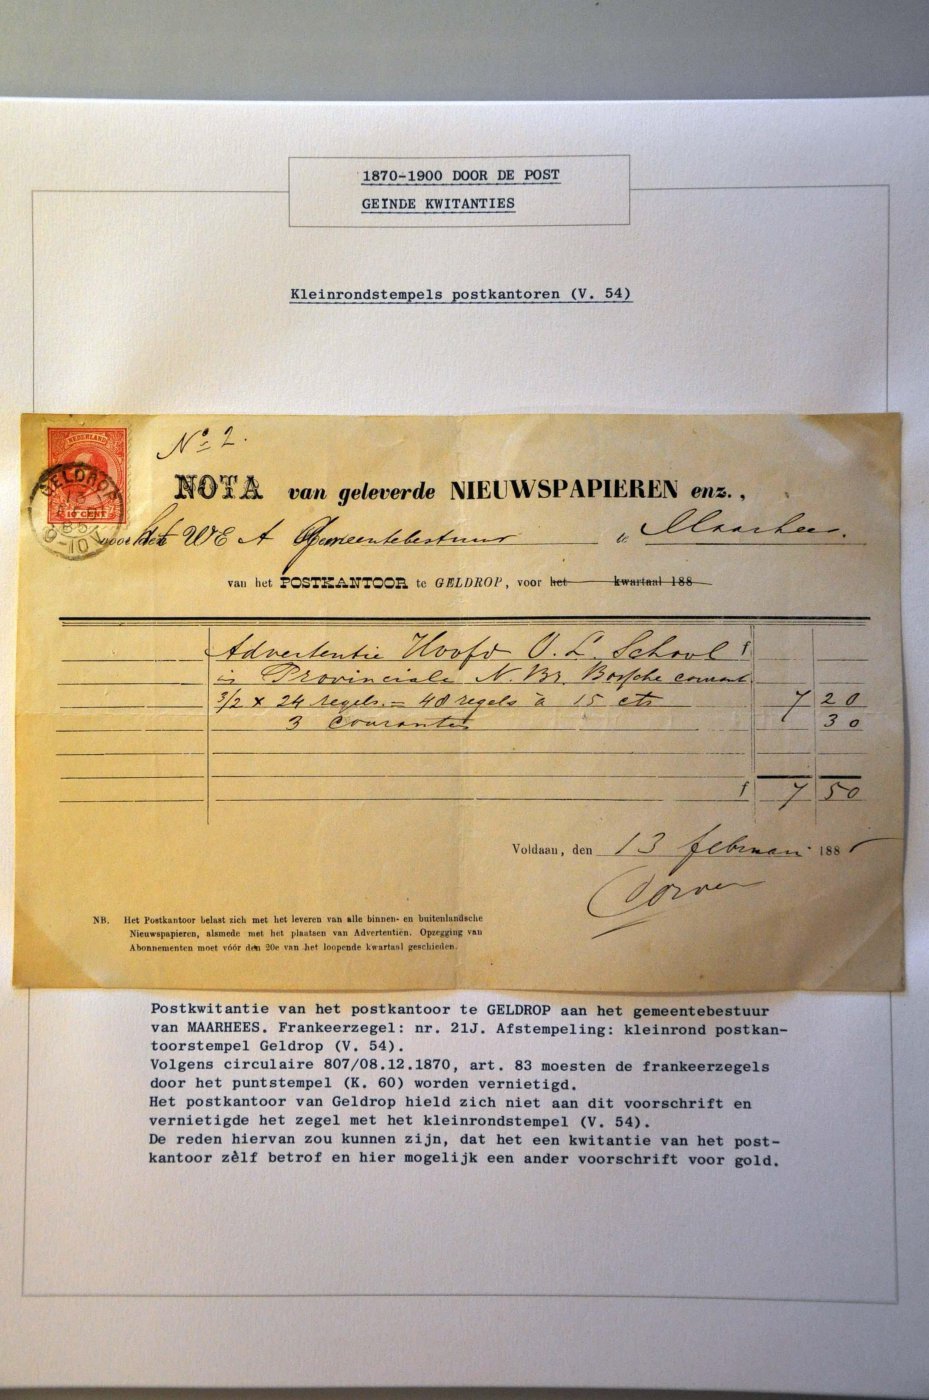 1870-1900 DOOR DE POST
GEÏNDE KWITANTIES
Kleinrondstempels postkantoren (V. 54)
NEDERLAND
10 CENT
GELDROP
13
85
9-10V
No 2.
NOTA van geleverde NIEUWSPAPIEREN enz.,
voor het WE A Gemeentebestuur te Maarhees.
van het POSTKANTOOR te GELDROP, voor het kwartaal 188
Advertentie Hoofd O. L. School f
in Provinciale N. Br. Bossche courant
3/2 x 24 regels = 48 regels à 15 cts 7 20
3 couranten 30
f 7 50
Voldaan, den 13 februari 1885
NB. Het Postkantoor belast zich met het leveren van alle binnen- en buitenlandsche
Nieuwspapieren, alsmede met het plaatsen van Advertentiën. Opzegging van
Abonnementen moet vóór den 20e van het loopende kwartaal geschieden.
Postkwitantie van het postkantoor te GELDROP aan het gemeentebestuur
van MAARHEES. Frankeerzegel: nr. 21J. Afstempeling: kleinrond postkan-
toorstempel Geldrop (V. 54).
Volgens circulaire 807/08.12.1870, art. 83 moesten de frankeerzegels
door het puntstempel (K. 60) worden vernietigd.
Het postkantoor van Geldrop hield zich niet aan dit voorschrift en
vernietigde het zegel met het kleinrondstempel (V. 54).
De reden hiervan zou kunnen zijn, dat het een kwitantie van het post-
kantoor zèlf betrof en hier mogelijk een ander voorschrift voor gold.